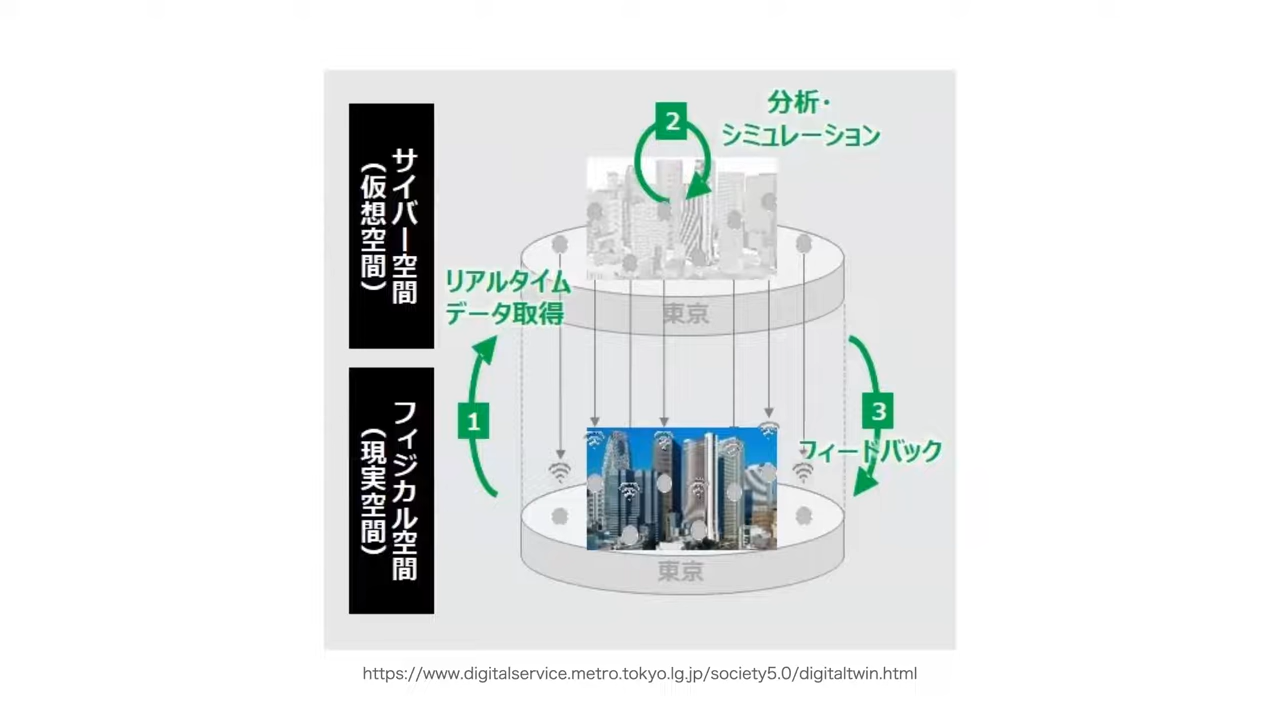 サイバー空間
（仮想空間）
2
分析・
シミュレーション
リアルタイム
データ取得
東京
1
3
フィードバック
フィジカル空間
（現実空間）
東京
https://www.digitalservice.metro.tokyo.lg.jp/society5.0/digitaltwin.html